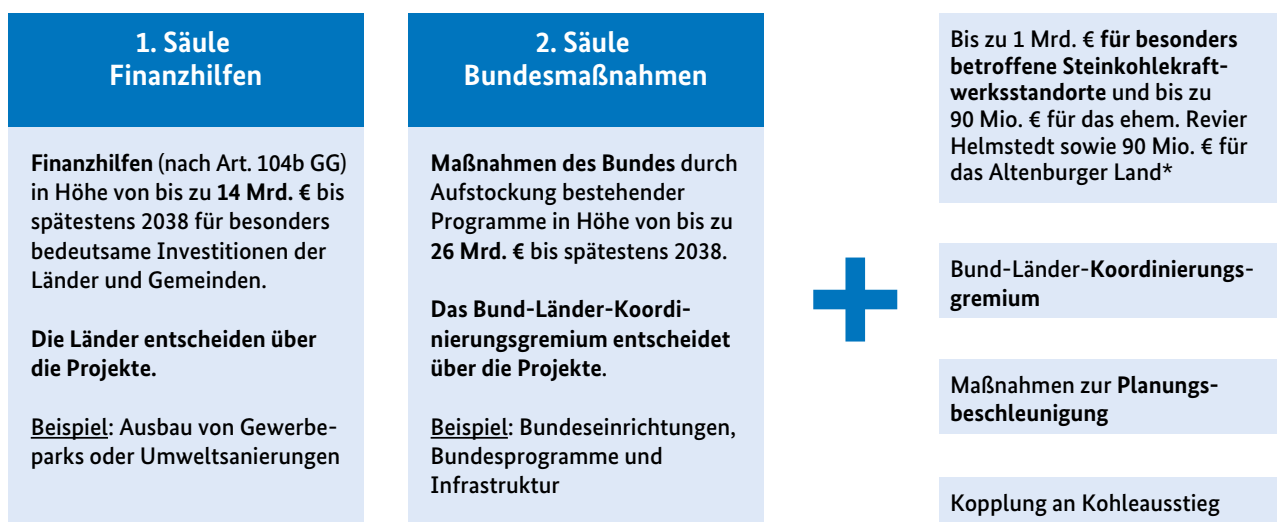 1. Säule
Finanzhilfen
Finanzhilfen (nach Art. 104b GG)
in Höhe von bis zu 14 Mrd. € bis
spätestens 2038 für besonders
bedeutsame Investitionen der
Länder und Gemeinden.
Die Länder entscheiden über
die Projekte.
Beispiel: Ausbau von Gewerbe-
parks oder Umweltsanierungen
2. Säule
Bundesmaßnahmen
Maßnahmen des Bundes durch
Aufstockung bestehender
Programme in Höhe von bis zu
26 Mrd. € bis spätestens 2038.
Das Bund-Länder-Koordi-
nierungsgremium entscheidet
über die Projekte.
Beispiel: Bundeseinrichtungen,
Bundesprogramme und
Infrastruktur
Bis zu 1 Mrd. € für besonders
betroffene Steinkohlekraft-
werksstandorte und bis zu
90 Mio. € für das ehem. Revier
Helmstedt sowie 90 Mio. € für
das Altenburger Land*
Bund-Länder-Koordinierungs-
gremium
Maßnahmen zur Planungs-
beschleunigung
Kopplung an Kohleausstieg